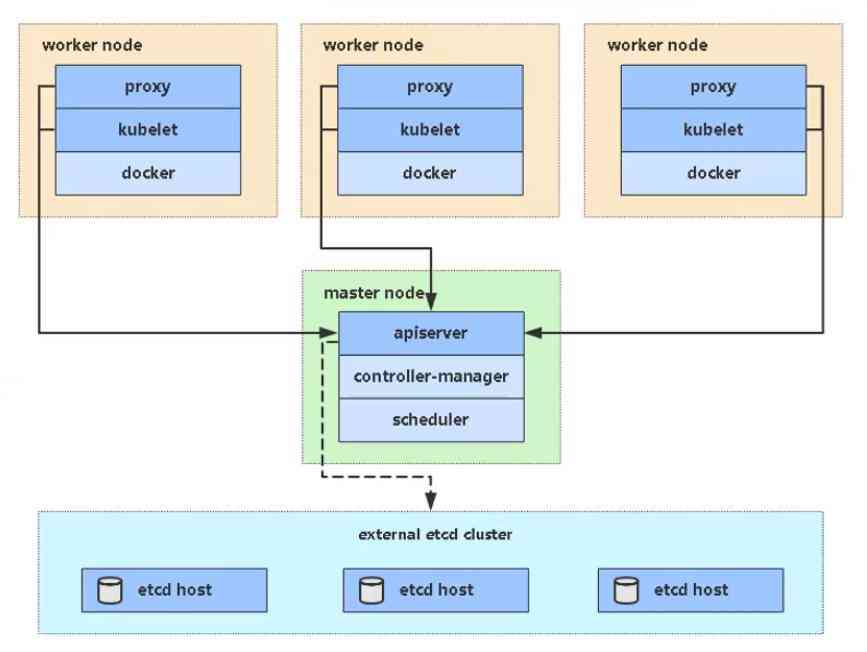 worker node
proxy
kubelet
docker
worker node
proxy
kubelet
docker
worker node
proxy
kubelet
docker
master node
apiserver
controller-manager
scheduler
external etcd cluster
etcd host
etcd host
etcd host